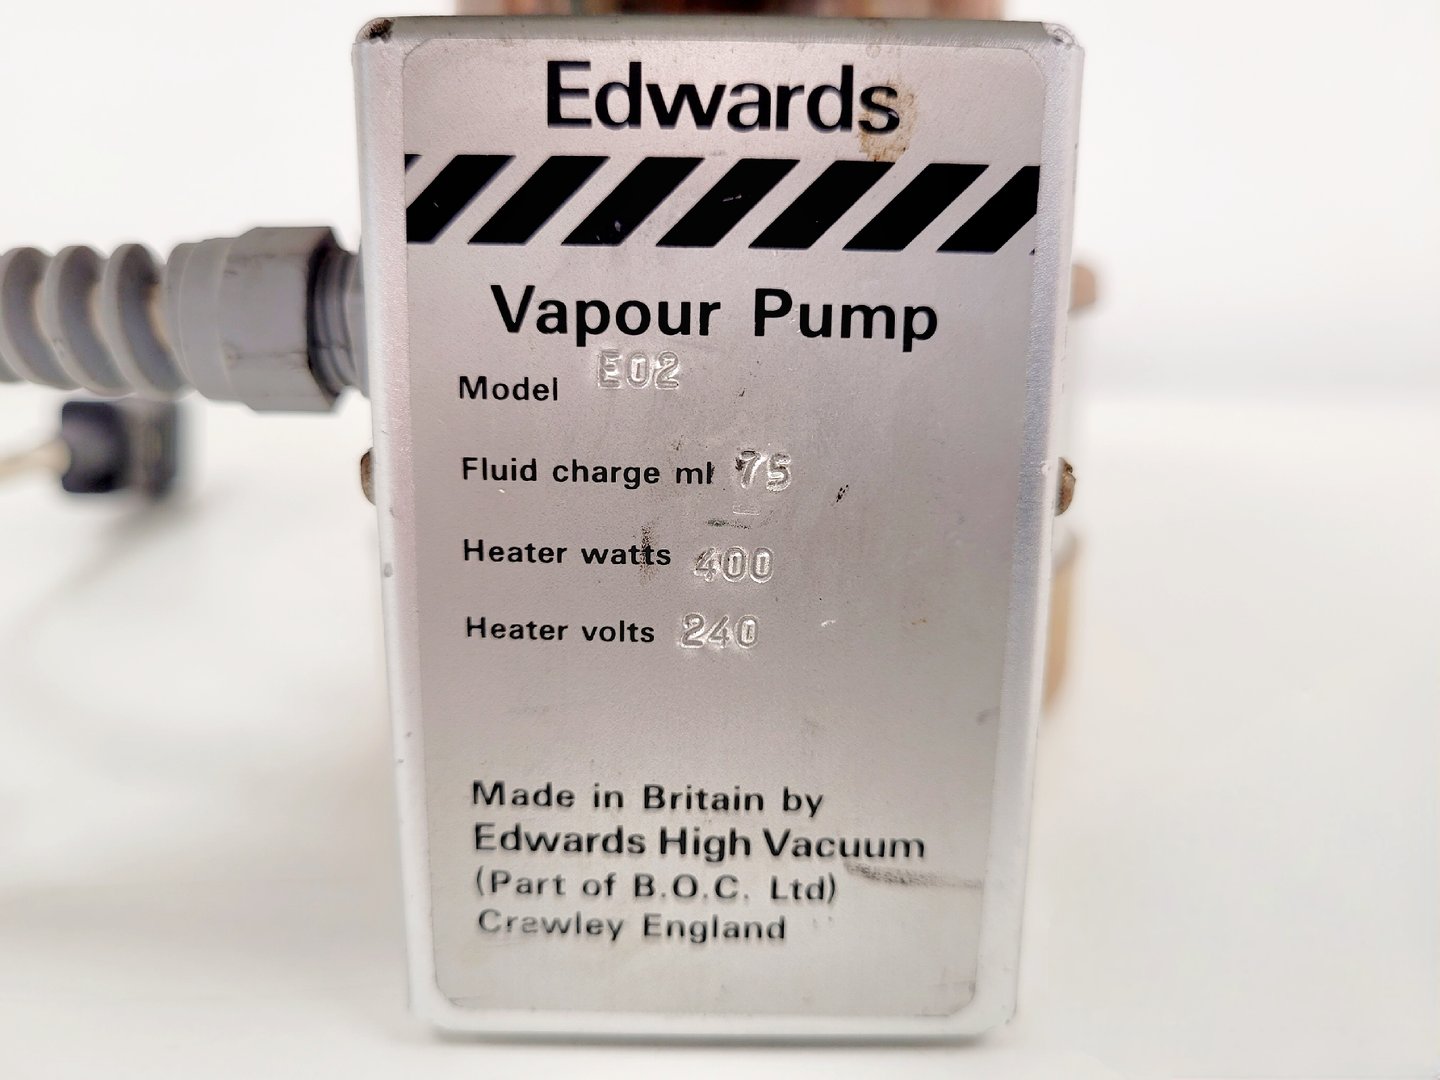 Edwards
Vapour Pump
Model E02
Fluid charge ml 75
Heater watts 400
Heater volts 240
Made in Britain by
Edwards High Vacuum
(Part of B.O.C. Ltd)
Crawley England